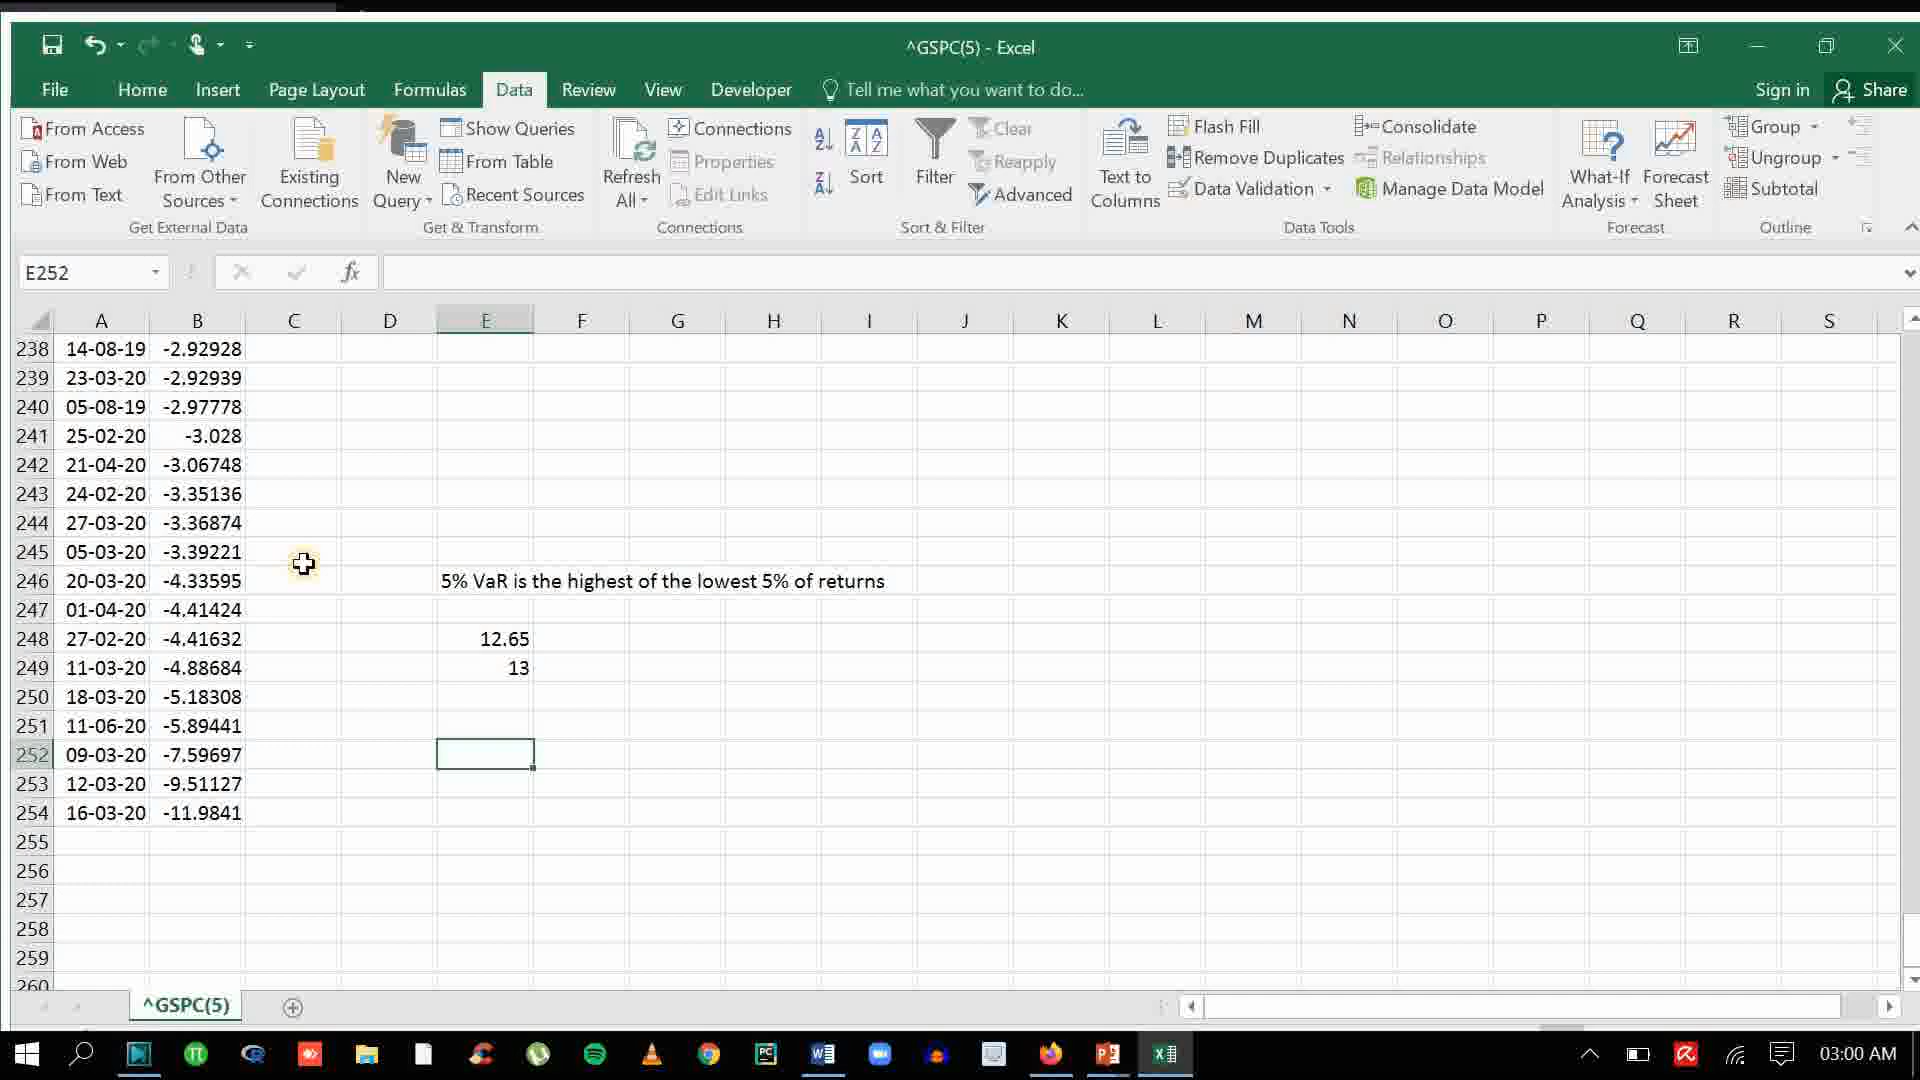 ^GSPC(5) - Excel
File Home Insert Page Layout Formulas Data Review View Developer Tell me what you want to do... Sign in Share
From Access
From Web
From Text
From Other Sources
Get External Data
Existing Connections
New Query
Show Queries
From Table
Recent Sources
Get & Transform
Refresh All
Connections
Properties
Edit Links
Connections
Sort
Filter
Clear
Reapply
Advanced
Sort & Filter
Text to Columns
Flash Fill
Remove Duplicates
Data Validation
Consolidate
Relationships
Manage Data Model
Data Tools
What-If Analysis
Forecast Sheet
Forecast
Group
Ungroup
Subtotal
Outline
E252 fx
A B C D E F G H I J K L M N O P Q R S
238 14-08-19 -2.92928
239 23-03-20 -2.92939
240 05-08-19 -2.97778
241 25-02-20 -3.028
242 21-04-20 -3.06748
243 24-02-20 -3.35136
244 27-03-20 -3.36874
245 05-03-20 -3.39221
246 20-03-20 -4.33595 5% VaR is the highest of the lowest 5% of returns
247 01-04-20 -4.41424
248 27-02-20 -4.41632 12.65
249 11-03-20 -4.88684 13
250 18-03-20 -5.18308
251 11-06-20 -5.89441
252 09-03-20 -7.59697
253 12-03-20 -9.51127
254 16-03-20 -11.9841
255
256
257
258
259
260
^GSPC(5)
03:00 AM